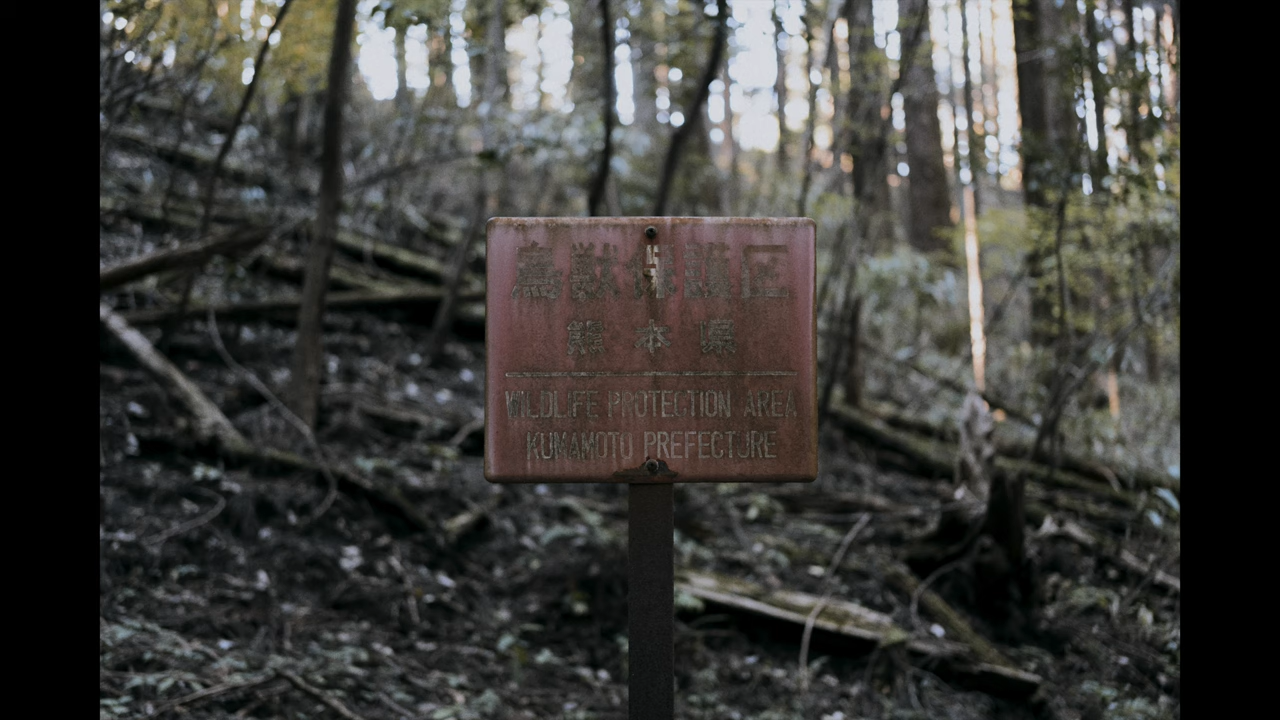 鳥獣保護区
熊本県
WILDLIFE PROTECTION AREA
KUMAMOTO PREFECTURE